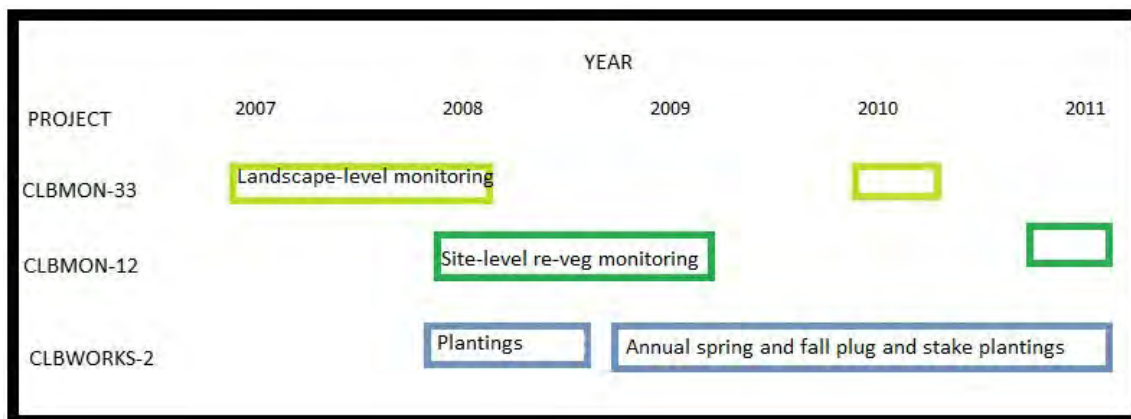 YEAR
PROJECT 2007 2008 2009 2010 2011
CLBMON-33 Landscape-level monitoring
CLBMON-12 Site-level re-veg monitoring
CLBWORKS-2 Plantings Annual spring and fall plug and stake plantings